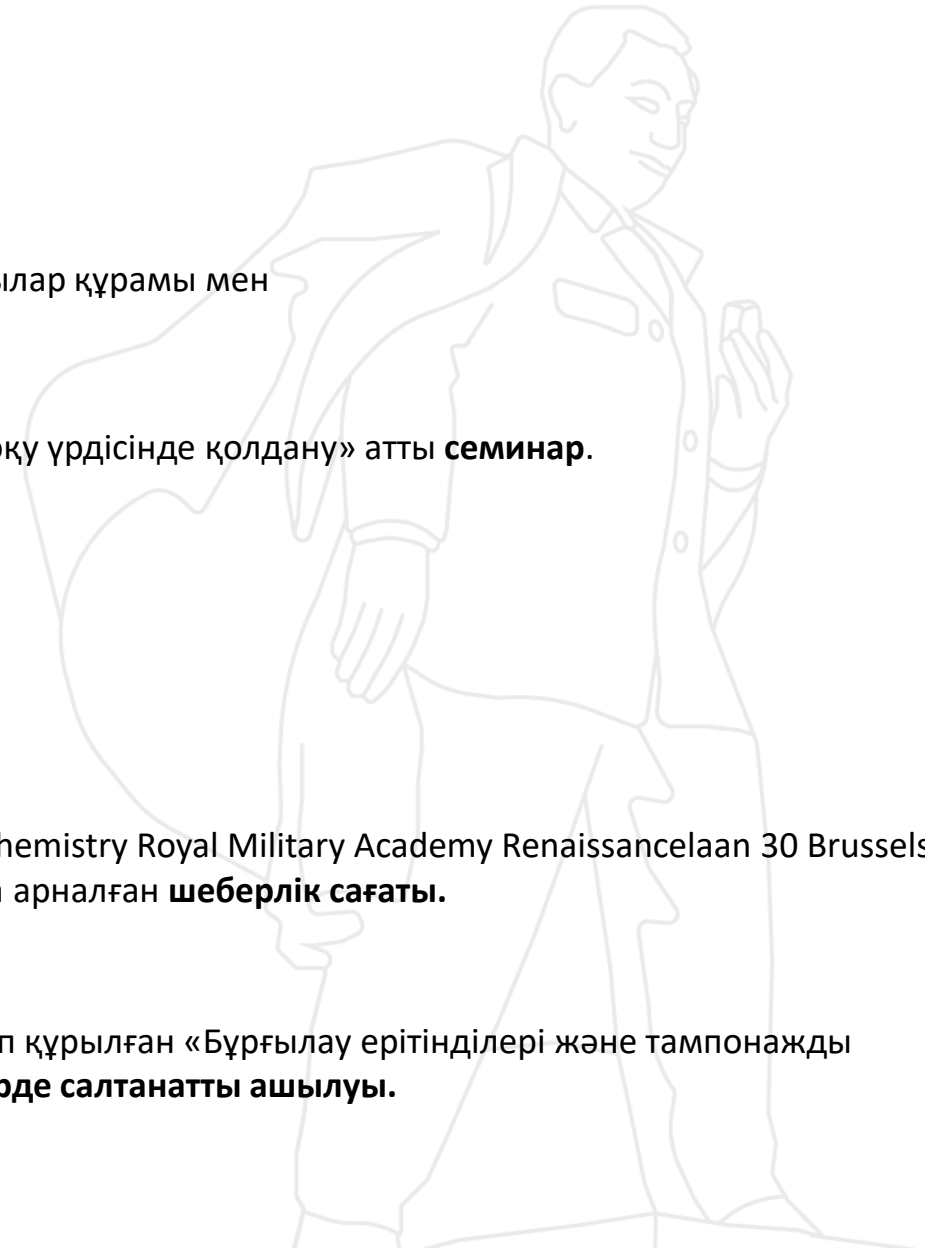 ылар құрамы мен
оқу үрдісінде қолдану» атты семинар.
hemistry Royal Military Academy Renaissancelaan 30 Brussels
арналған шеберлік сағаты.
п құрылған «Бұрғылау ерітінділері және тампонажды
рде салтанатты ашылуы.